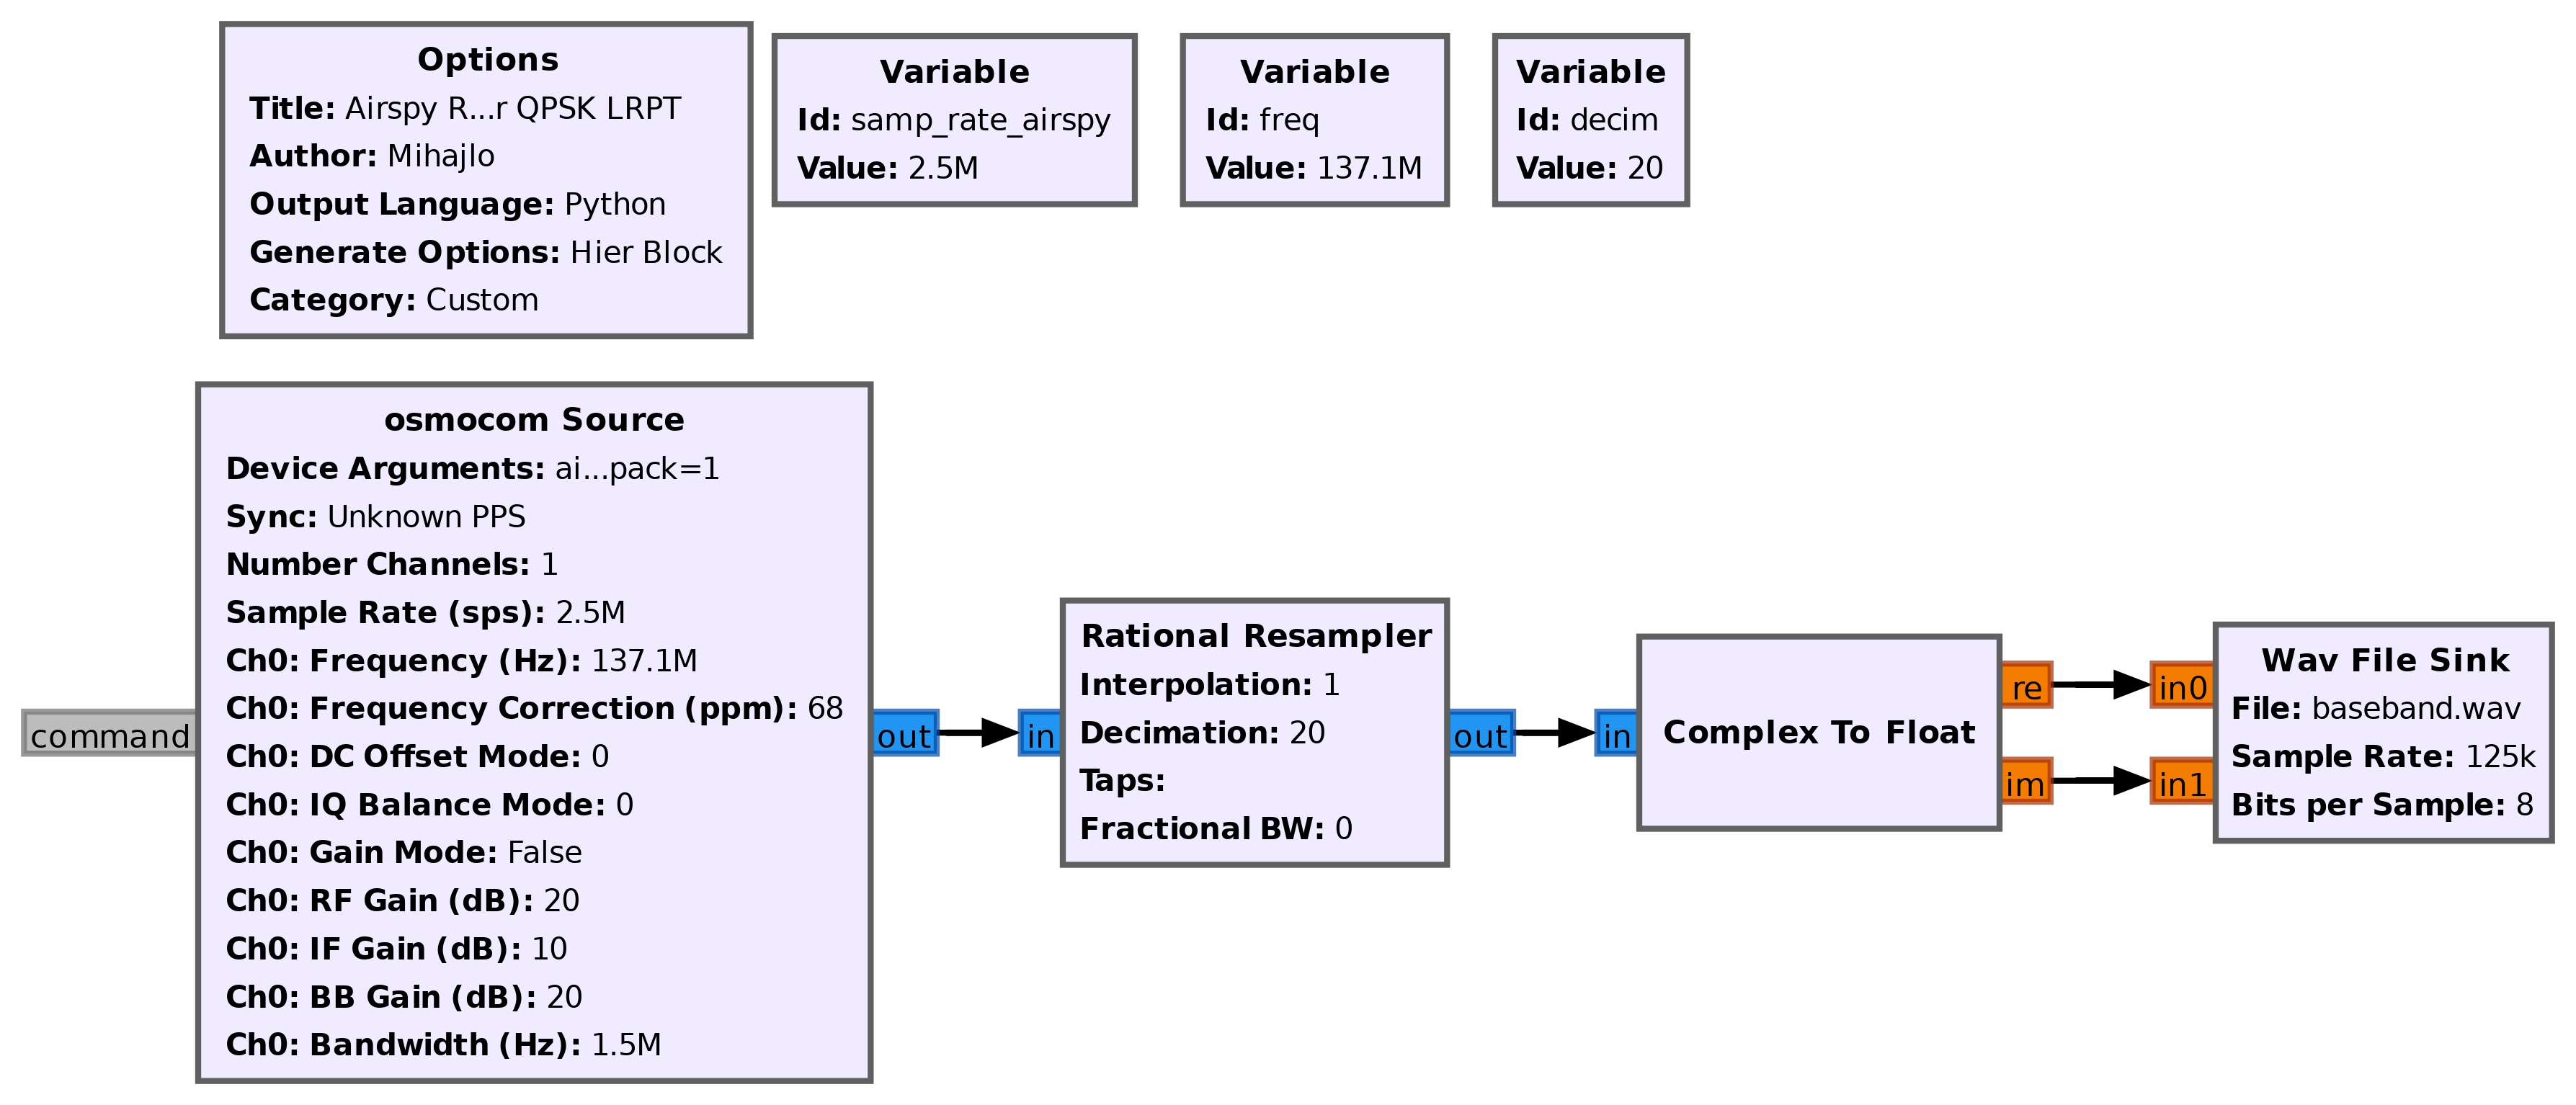 Options
Title: Airspy R...r QPSK LRPT
Author: Mihajlo
Output Language: Python
Generate Options: Hier Block
Category: Custom
Variable
Id: samp_rate_airspy
Value: 2.5M
Variable
Id: freq
Value: 137.1M
Variable
Id: decim
Value: 20
command
osmocom Source
Device Arguments: ai...pack=1
Sync: Unknown PPS
Number Channels: 1
Sample Rate (sps): 2.5M
Ch0: Frequency (Hz): 137.1M
Ch0: Frequency Correction (ppm): 68
Ch0: DC Offset Mode: 0
Ch0: IQ Balance Mode: 0
Ch0: Gain Mode: False
Ch0: RF Gain (dB): 20
Ch0: IF Gain (dB): 10
Ch0: BB Gain (dB): 20
Ch0: Bandwidth (Hz): 1.5M
out
in
Rational Resampler
Interpolation: 1
Decimation: 20
Taps:
Fractional BW: 0
out
in
Complex To Float
re
im
in0
in1
Wav File Sink
File: baseband.wav
Sample Rate: 125k
Bits per Sample: 8